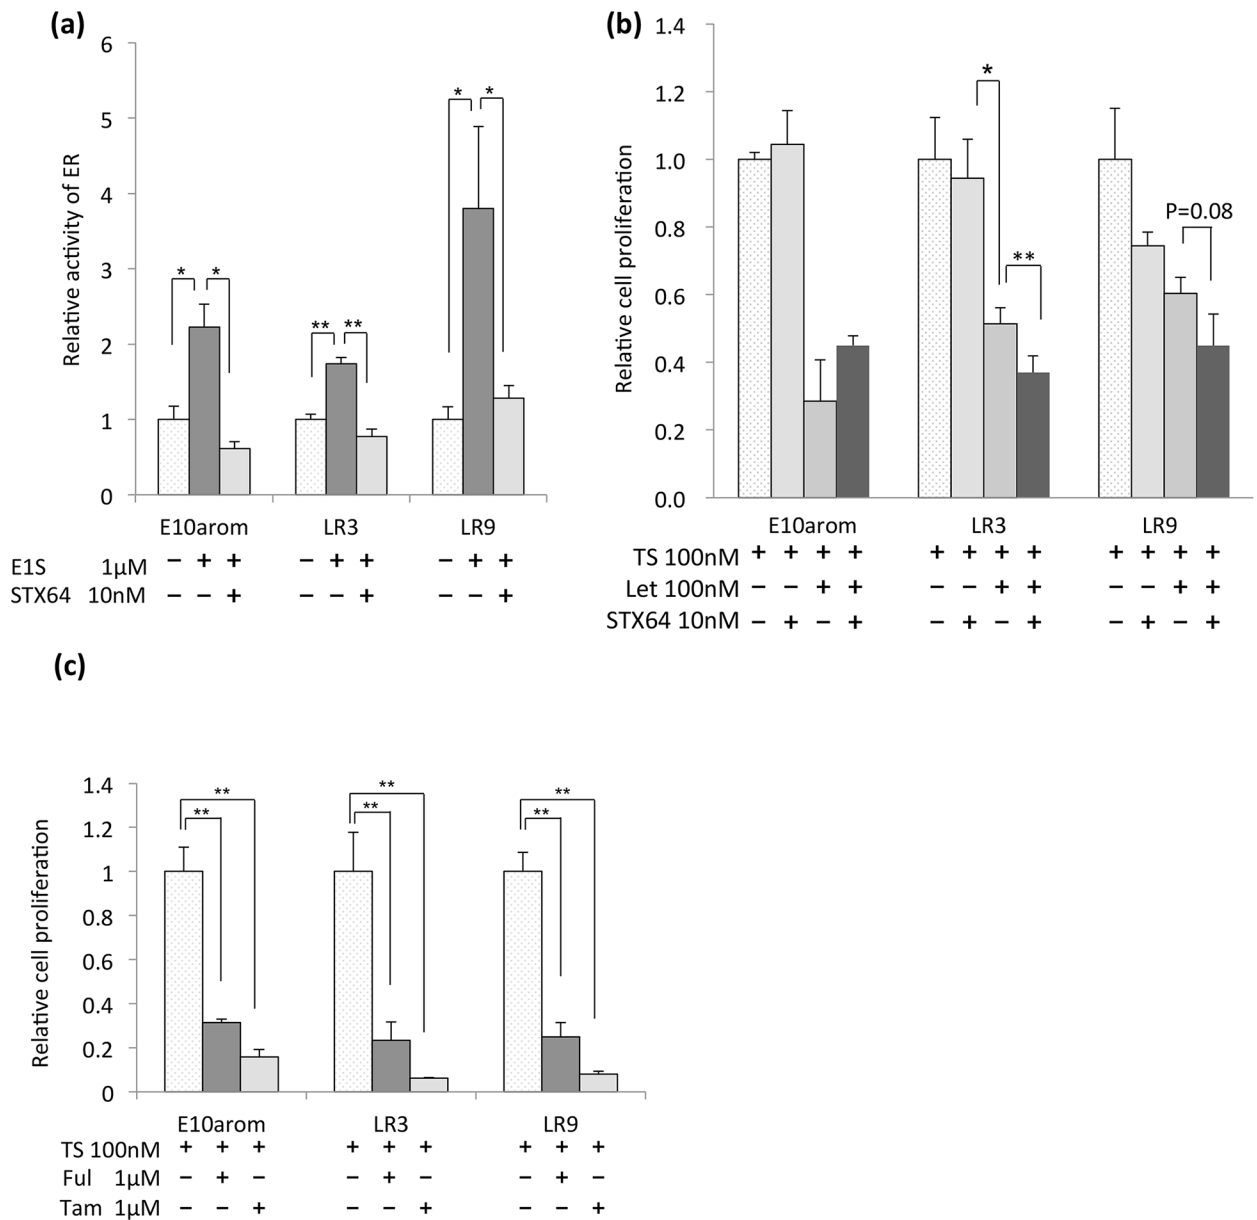 (a)
6
5
4
3
2
1
0
Relative activity of ER
* *
** **
* *
E10arom LR3 LR9
E1S 1μM − + + − + + − + +
STX64 10nM − − + − − + − − +
(b)
1.4
1.2
1.0
0.8
0.6
0.4
0.2
0.0
Relative cell proliferation
*
**
P=0.08
E10arom LR3 LR9
TS 100nM + + + + + + + + + + + +
Let 100nM − − + + − − + + − − + +
STX64 10nM − + − + − + − + − + − +
(c)
1.4
1.2
1
0.8
0.6
0.4
0.2
0
Relative cell proliferation
** ** **
** ** **
E10arom LR3 LR9
TS 100nM + + + + + + + + +
Ful 1μM − + − − + − − + −
Tam 1μM − − + − − + − − +